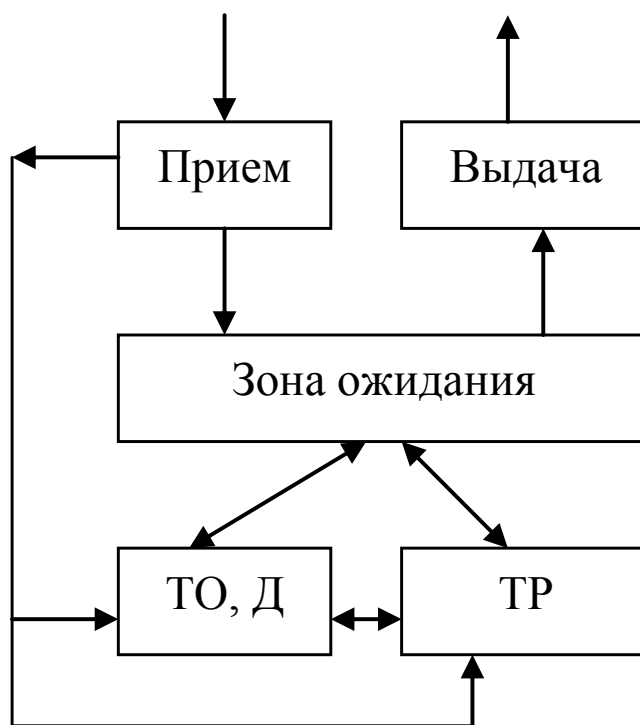 Прием
Выдача
Зона ожидания
ТО, Д
ТР